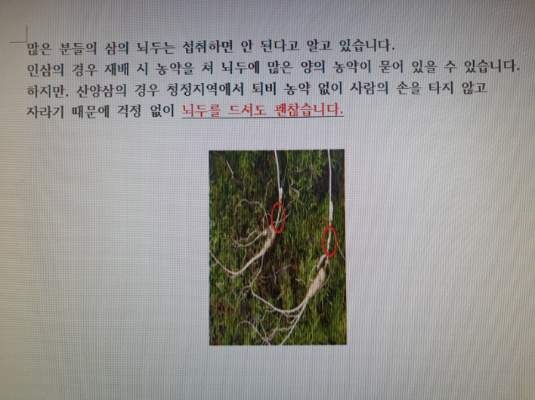 많은 분들의 삼의 뇌두는 섭취하면 안 된다고 알고 있습니다.
인삼의 경우 재배 시 농약을 쳐 뇌두에 많은 양의 농약이 묻어 있을 수 있습니다.
하지만, 산양삼의 경우 청정지역에서 퇴비 농약 없이 사람의 손을 타지 않고
자라기 때문에 걱정 없이 뇌두를 드셔도 괜찮습니다.